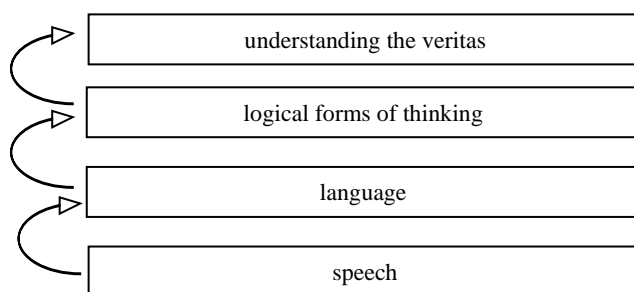 understanding the veritas
logical forms of thinking
language
speech